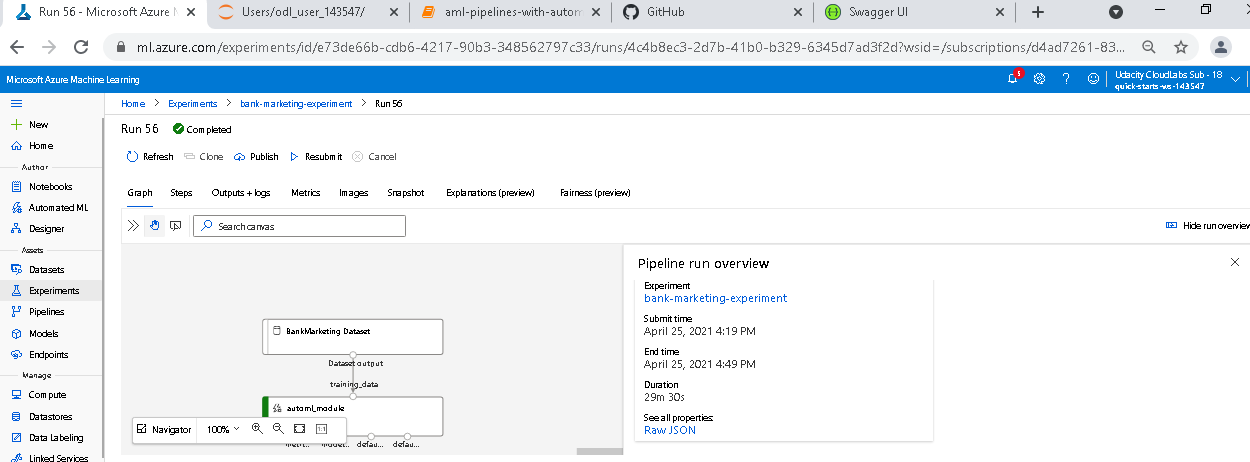 Run 56 - Microsoft Azure Machine L
Users/odl_user_143547/
aml-pipelines-with-autom
GitHub
Swagger UI
ml.azure.com/experiments/id/e73de66b-cdb6-4217-90b3-348562797c33/runs/4c4b8ec3-2d7b-41b0-b329-6345d7ad3f2d?wsid=/subscriptions/d4ad7261-83...
Microsoft Azure Machine Learning
5
Udacity CloudLabs Sub - 18
quick-starts-ws-143547
New
Home
Author
Notebooks
Automated ML
Designer
Assets
Datasets
Experiments
Pipelines
Models
Endpoints
Manage
Compute
Datastores
Data Labeling
Linked Services
Home > Experiments > bank-marketing-experiment > Run 56
Run 56 Completed
Refresh Clone Publish Resubmit Cancel
Graph Steps Outputs + logs Metrics Images Snapshot Explanations (preview) Fairness (preview)
Search canvas
Hide run overview
BankMarketing Dataset
Dataset output
training_data
automl_module
Navigator 100%
defau... defau...
Pipeline run overview
Experiment
bank-marketing-experiment
Submit time
April 25, 2021 4:19 PM
End time
April 25, 2021 4:49 PM
Duration
29m 30s
See all properties:
Raw JSON